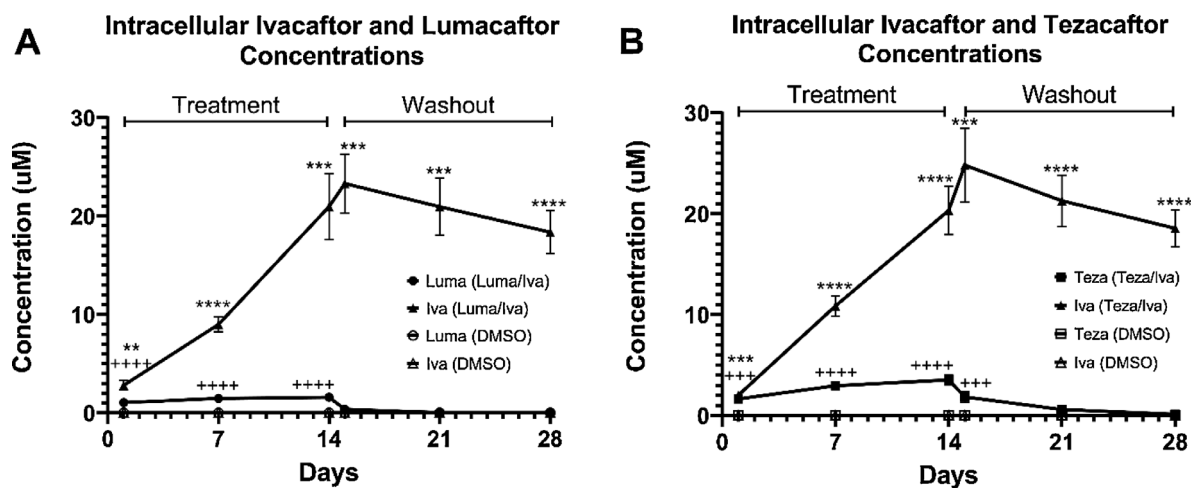 A
Intracellular Ivacaftor and Lumacaftor
Concentrations
Treatment
Washout
Concentration (uM)
30
20
10
0
**
++++
****
++++
***
++++
***
***
****
Luma (Luma/Iva)
Iva (Luma/Iva)
Luma (DMSO)
Iva (DMSO)
0
7
14
21
28
Days
B
Intracellular Ivacaftor and Tezacaftor
Concentrations
Treatment
Washout
Concentration (uM)
30
20
10
0
***
+++
****
++++
****
++++
***
+++
****
****
Teza (Teza/Iva)
Iva (Teza/Iva)
Teza (DMSO)
Iva (DMSO)
0
7
14
21
28
Days